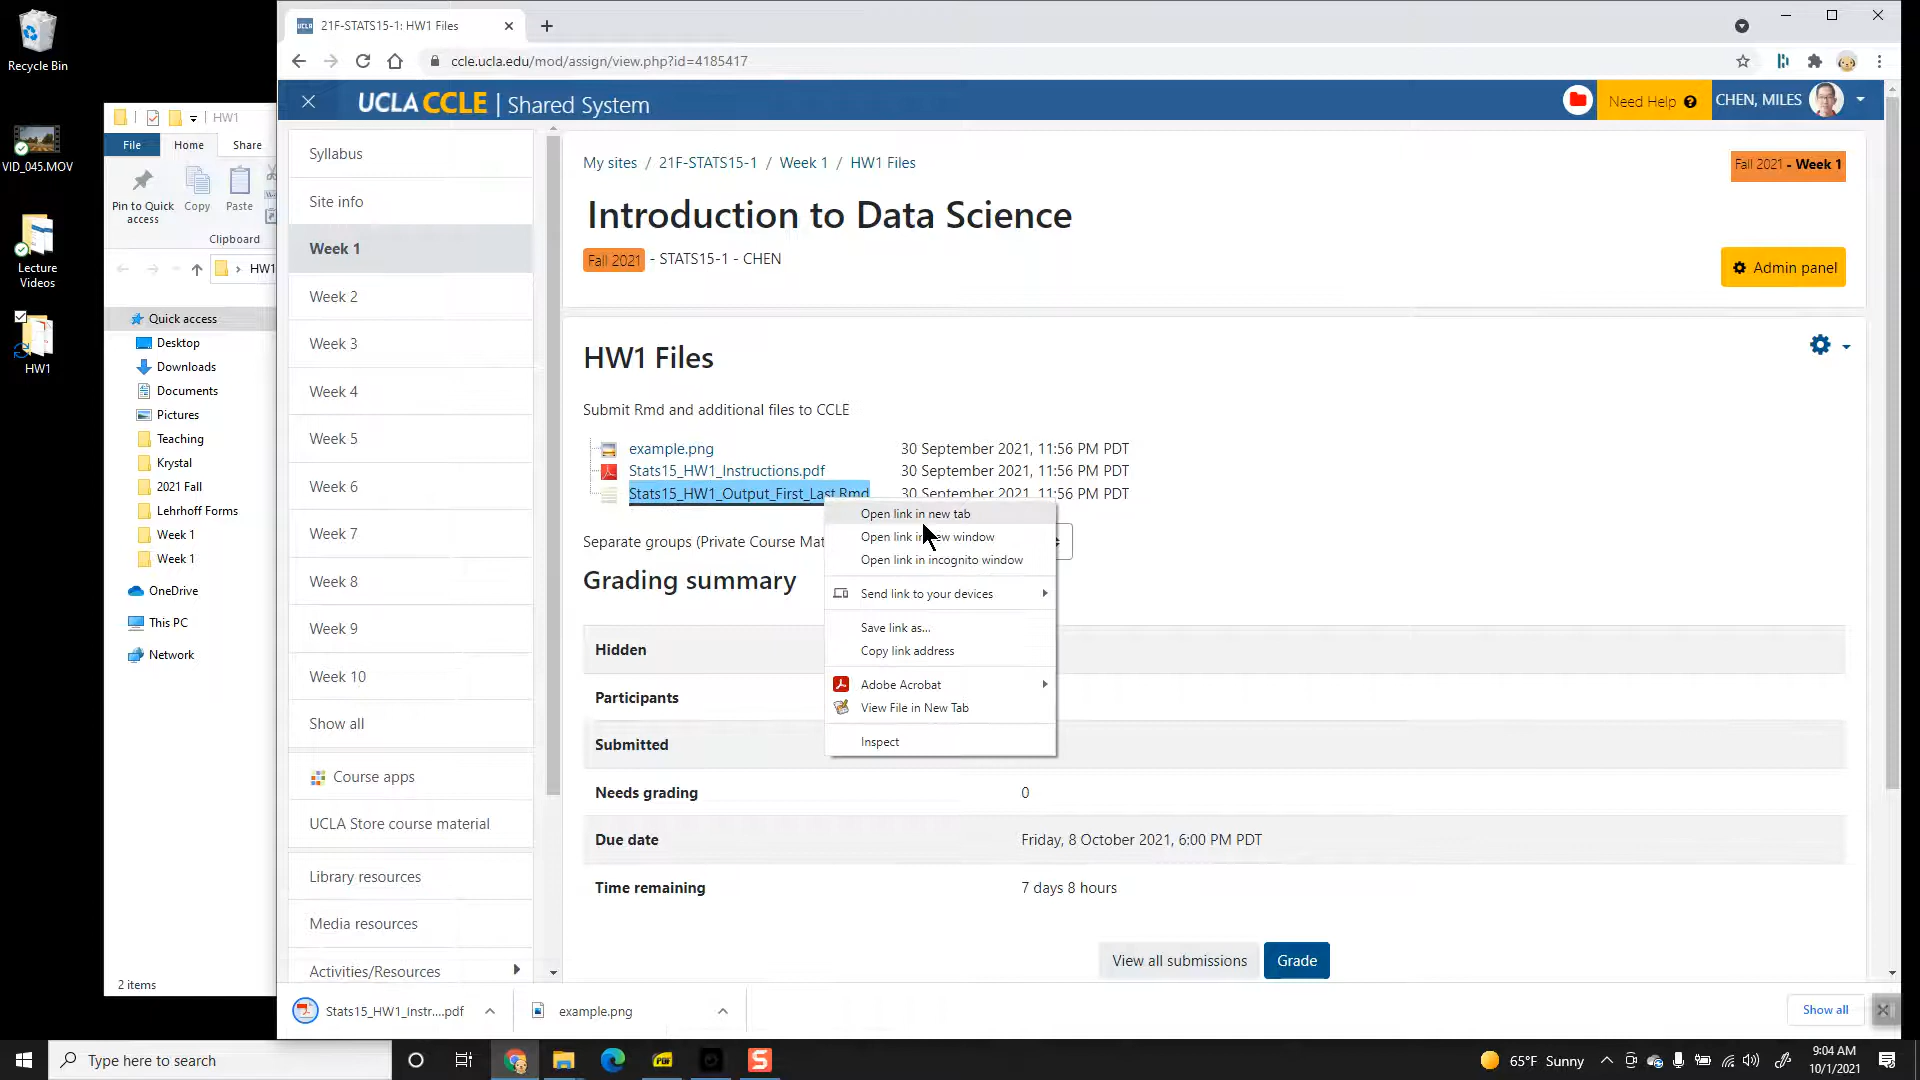 Recycle Bin
VID_045.MOV
Lecture
Videos
HW1
HW1
File
Home
Share
Pin to Quick
access
Copy
Paste
Clipboard
HW1
Quick access
Desktop
Downloads
Documents
Pictures
Teaching
Krystal
2021 Fall
Lehrhoff Forms
Week 1
Week 1
OneDrive
This PC
Network
2 items
21F-STATS15-1: HW1 Files
ccle.ucla.edu/mod/assign/view.php?id=4185417
UCLA CCLE | Shared System
Need Help
CHEN, MILES
Syllabus
Site info
Week 1
Week 2
Week 3
Week 4
Week 5
Week 6
Week 7
Week 8
Week 9
Week 10
Show all
Course apps
UCLA Store course material
Library resources
Media resources
Activities/Resources
My sites / 21F-STATS15-1 / Week 1 / HW1 Files
Fall 2021 - Week 1
Introduction to Data Science
Fall 2021 - STATS15-1 - CHEN
Admin panel
HW1 Files
Submit Rmd and additional files to CCLE
example.png 30 September 2021, 11:56 PM PDT
Stats15_HW1_Instructions.pdf 30 September 2021, 11:56 PM PDT
Stats15_HW1_Output_First_Last.Rmd 30 September 2021, 11:56 PM PDT
Separate groups (Private Course Mat
Grading summary
Hidden
Participants
Submitted
Needs grading 0
Due date Friday, 8 October 2021, 6:00 PM PDT
Time remaining 7 days 8 hours
View all submissions
Grade
Open link in new tab
Open link in new window
Open link in incognito window
Send link to your devices
Save link as...
Copy link address
Adobe Acrobat
View File in New Tab
Inspect
Stats15_HW1_Instr....pdf
example.png
Show all
Type here to search
65°F Sunny
9:04 AM
10/1/2021